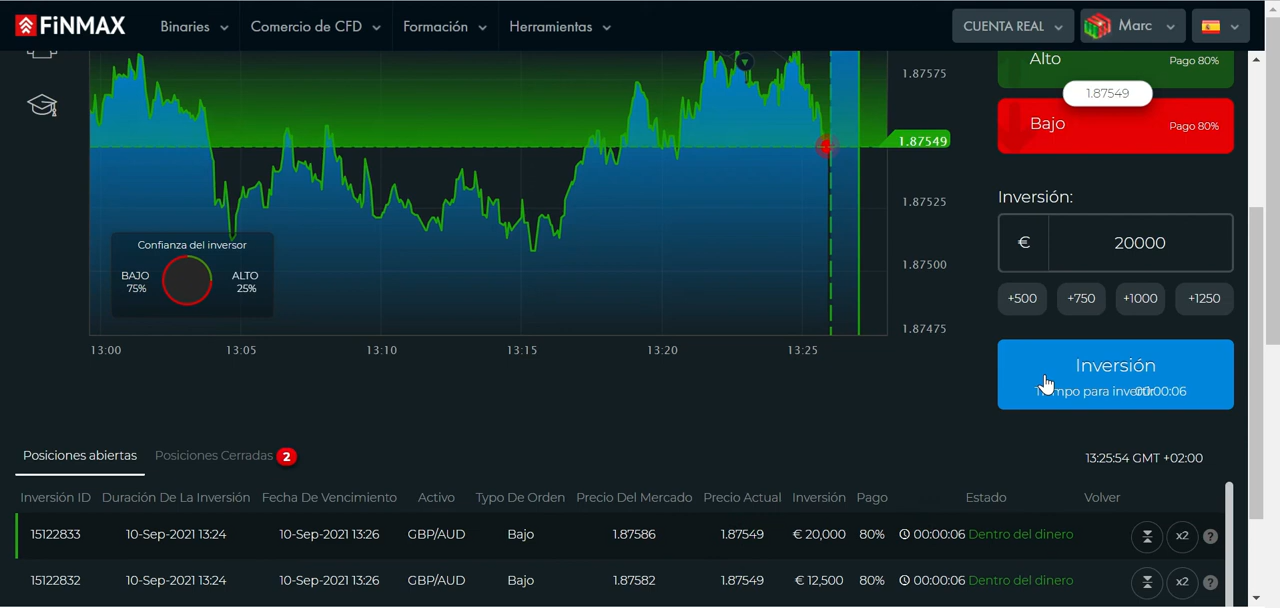 FiNMAX Binaries Comercio de CFD Formación Herramientas CUENTA REAL Marc
Alto Pago 80%
1.87575
1.87549
Bajo Pago 80%
1.87549
Inversión:
1.87525
€ 20000
Confianza del inversor
BAJO 75%
ALTO 25%
1.87500
+500 +750 +1000 +1250
1.87475
13:00 13:05 13:10 13:15 13:20 13:25
Inversión
Tiempo para invertir 00:00:06
Posiciones abiertas Posiciones Cerradas 2 13:25:54 GMT +02:00
Inversión ID Duración De La Inversión Fecha De Vencimiento Activo Typo De Orden Precio Del Mercado Precio Actual Inversión Pago Estado Volver
15122833 10-Sep-2021 13:24 10-Sep-2021 13:26 GBP/AUD Bajo 1.87586 1.87549 € 20,000 80% 00:00:06 Dentro del dinero x2 ?
15122832 10-Sep-2021 13:24 10-Sep-2021 13:26 GBP/AUD Bajo 1.87582 1.87549 € 12,500 80% 00:00:06 Dentro del dinero x2 ?